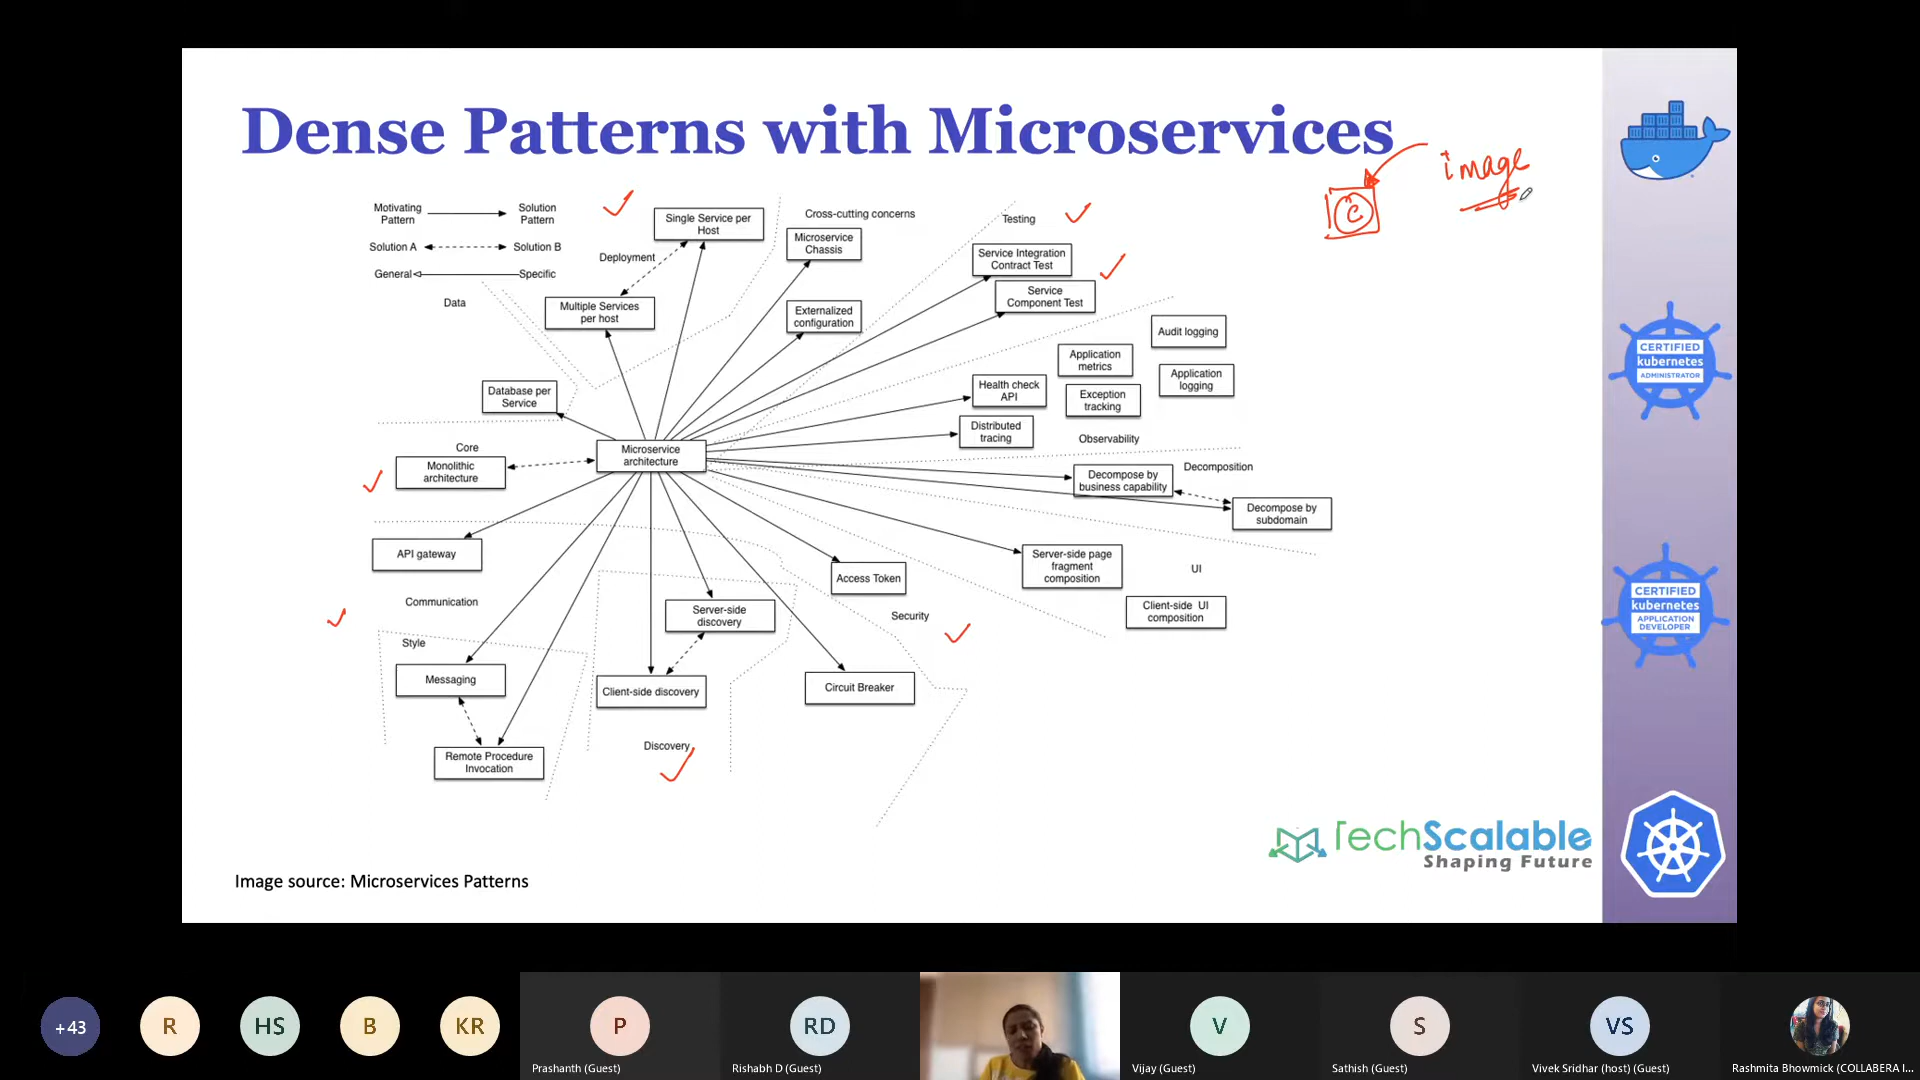 Dense Patterns with Microservices
image
C
Motivating
Pattern
Solution
Pattern
Solution A
Solution B
General
Specific
Data
Deployment
Single Service per
Host
Multiple Services
per host
Cross-cutting concerns
Microservice
Chassis
Externalized
configuration
Testing
Service Integration
Contract Test
Service
Component Test
Audit logging
Application
metrics
Application
logging
Health check
API
Exception
tracking
Distributed
tracing
Observability
Database per
Service
Core
Monolithic
architecture
Microservice
architecture
Decompose by
business capability
Decomposition
Decompose by
subdomain
API gateway
Communication
Style
Messaging
Remote Procedure
Invocation
Server-side
discovery
Client-side discovery
Discovery
Access Token
Security
Circuit Breaker
Server-side page
fragment
composition
UI
Client-side UI
composition
Image source: Microservices Patterns
TechScalable
Shaping Future
CERTIFIED
kubernetes
ADMINISTRATOR
CERTIFIED
kubernetes
APPLICATION
DEVELOPER
+43
R
HS
B
KR
P
Prashanth (Guest)
RD
Rishabh D (Guest)
V
Vijay (Guest)
S
Sathish (Guest)
VS
Vivek Sridhar (host) (Guest)
Rashmita Bhowmick (COLLABERA I...